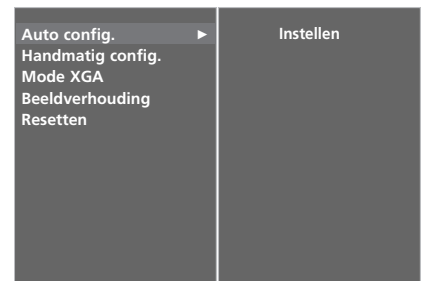 Auto config. ► Instellen
Handmatig config.
Mode XGA
Beeldverhouding
Resetten